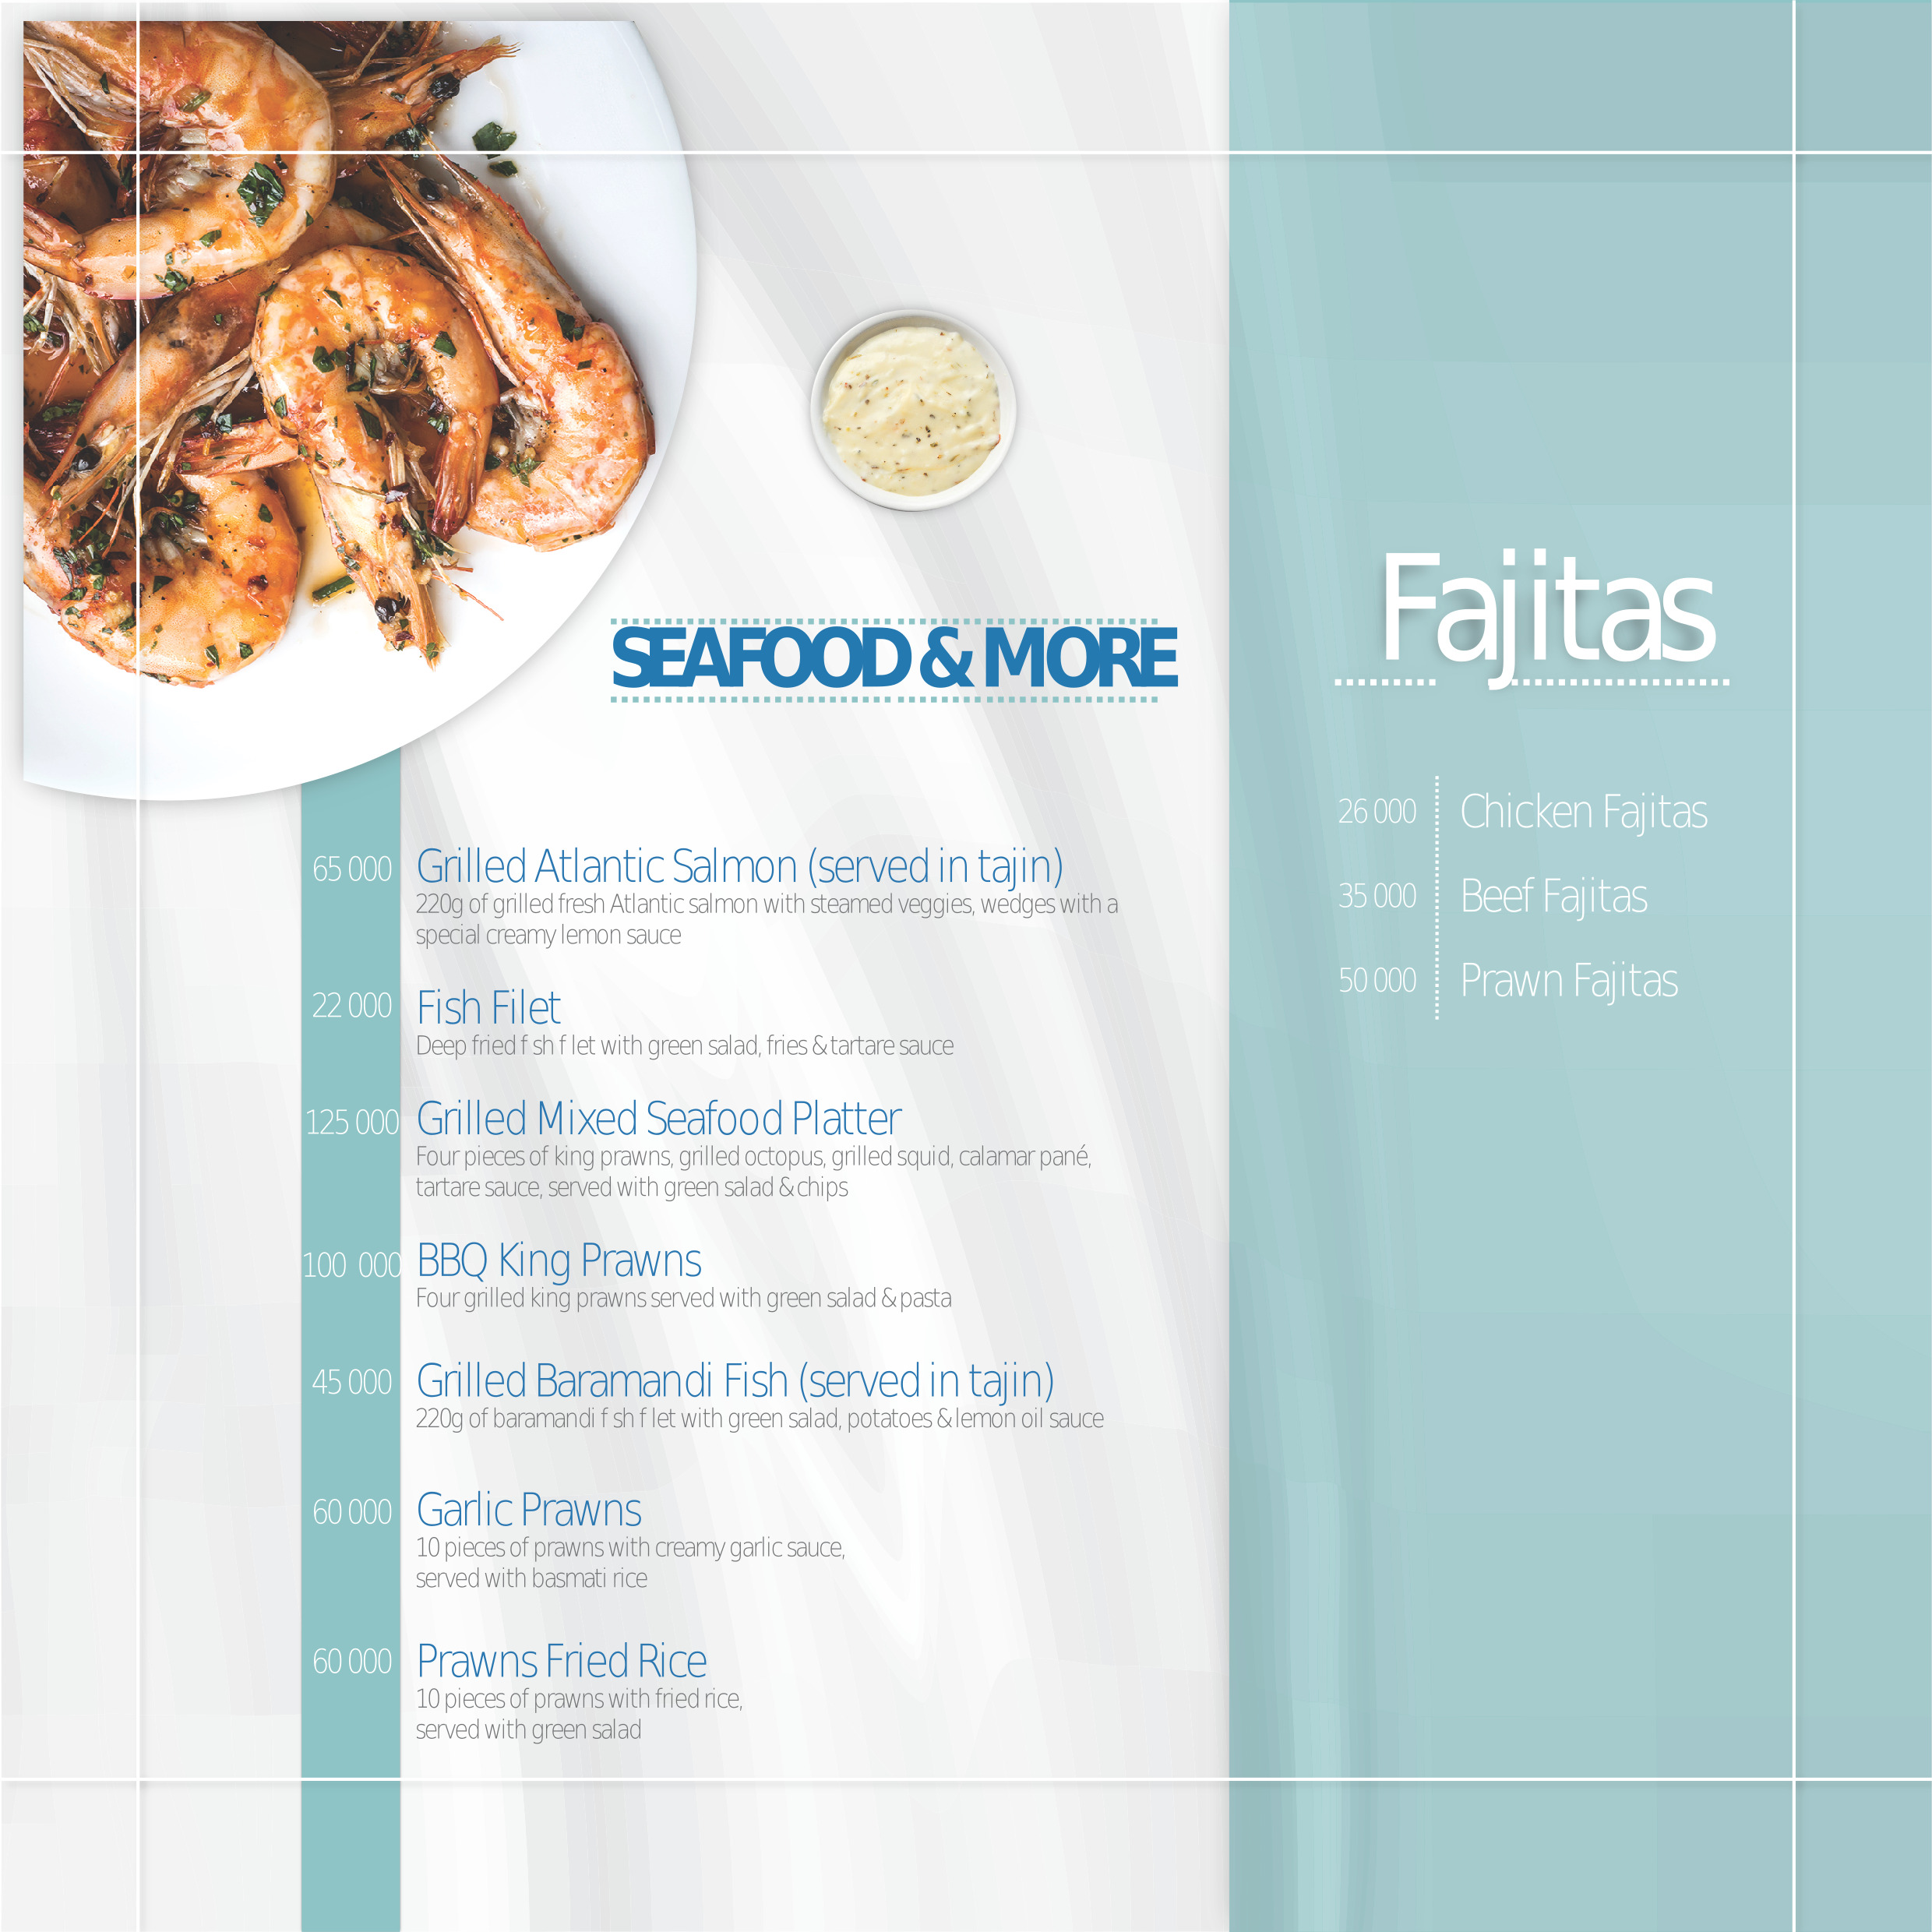 SEAFOOD & MORE
65 000 Grilled Atlantic Salmon (served in tajin)
220g of grilled fresh Atlantic salmon with steamed veggies, wedges with a
special creamy lemon sauce
22 000 Fish Filet
Deep fried f sh f let with green salad, fries & tartare sauce
125 000 Grilled Mixed Seafood Platter
Four pieces of king prawns, grilled octopus, grilled squid, calamar pané,
tartare sauce, served with green salad & chips
100 000 BBQ King Prawns
Four grilled king prawns served with green salad & pasta
45 000 Grilled Baramandi Fish (served in tajin)
220g of baramandi f sh f let with green salad, potatoes & lemon oil sauce
60 000 Garlic Prawns
10 pieces of prawns with creamy garlic sauce,
served with basmati rice
60 000 Prawns Fried Rice
10 pieces of prawns with fried rice,
served with green salad
Fajitas
26 000 Chicken Fajitas
35 000 Beef Fajitas
50 000 Prawn Fajitas